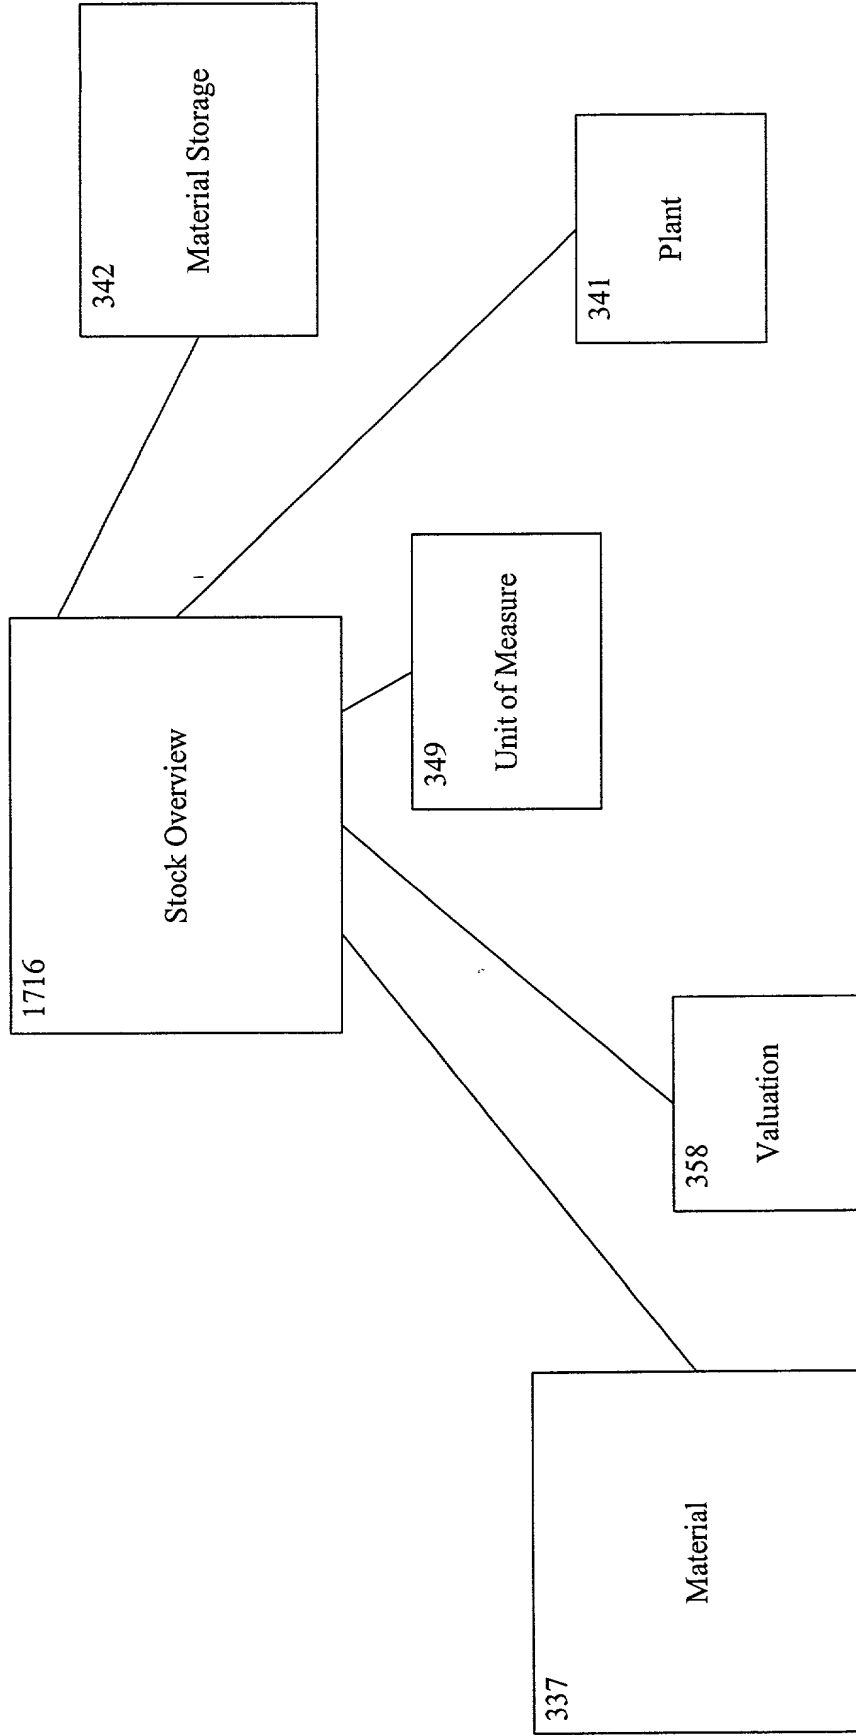 1716
Stock Overview
342
Material Storage
349
Unit of Measure
341
Plant
358
Valuation
337
Material